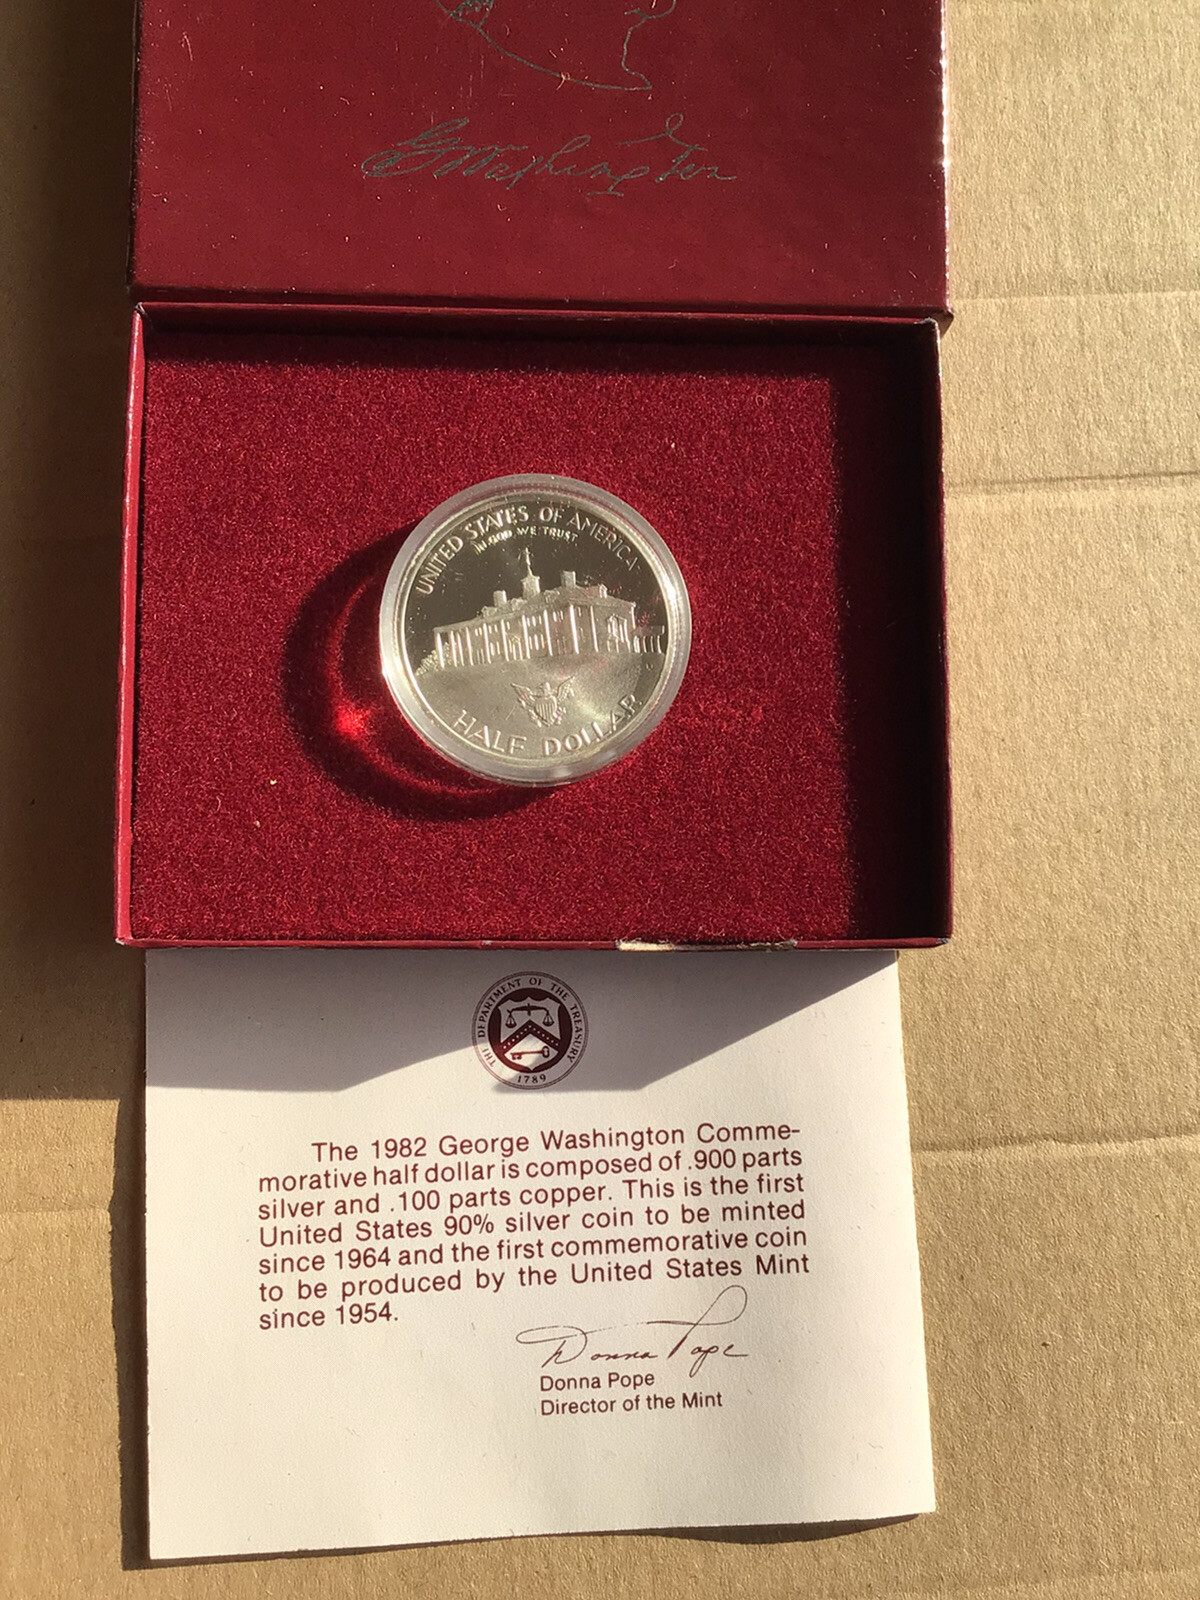 G Washington
UNITED STATES OF AMERICA
IN GOD WE TRUST
HALF DOLLAR
THE DEPARTMENT OF THE TREASURY
1789
The 1982 George Washington Comme-
morative half dollar is composed of .900 parts
silver and .100 parts copper. This is the first
United States 90% silver coin to be minted
since 1964 and the first commemorative coin
to be produced by the United States Mint
since 1954.
Donna Pope
Donna Pope
Director of the Mint